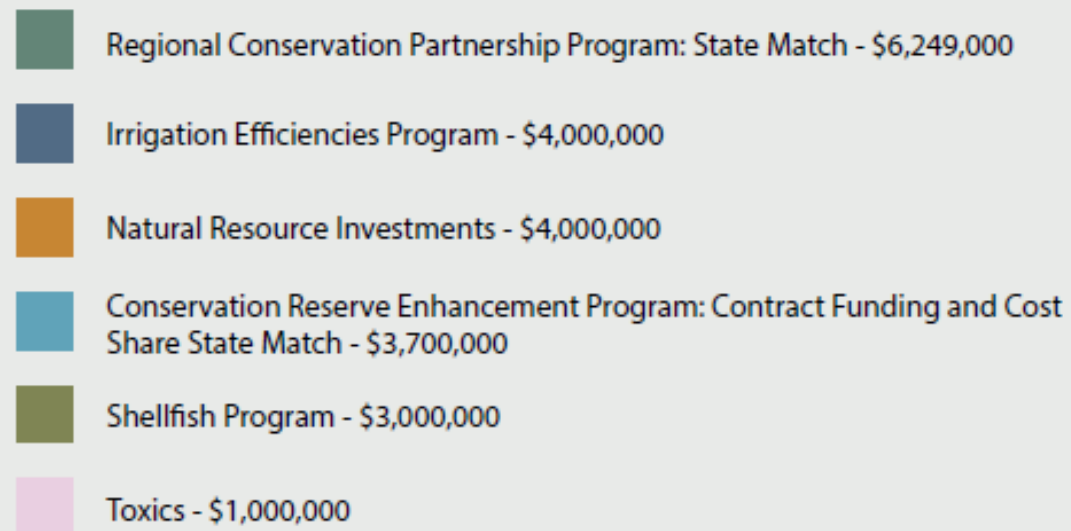 Regional Conservation Partnership Program: State Match - $6,249,000
Irrigation Efficiencies Program - $4,000,000
Natural Resource Investments - $4,000,000
Conservation Reserve Enhancement Program: Contract Funding and Cost
Share State Match - $3,700,000
Shellfish Program - $3,000,000
Toxics - $1,000,000